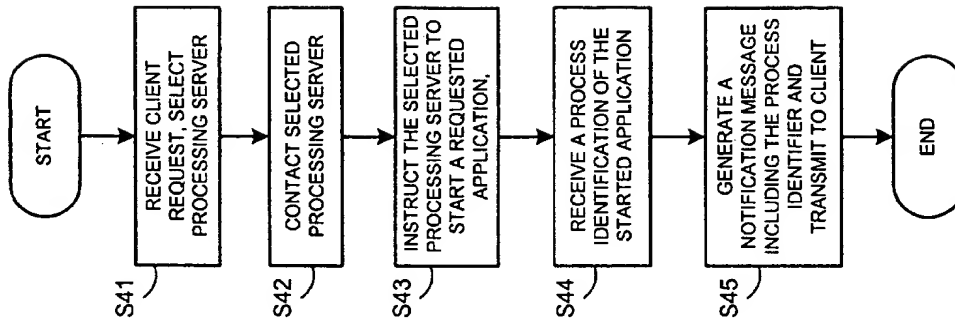 START
S41
RECEIVE CLIENT
REQUEST, SELECT
PROCESSING SERVER
S42
CONTACT SELECTED
PROCESSING SERVER
S43
INSTRUCT THE SELECTED
PROCESSING SERVER TO
START A REQUESTED
APPLICATION,
S44
RECEIVE A PROCESS
IDENTIFICATION OF THE
STARTED APPLICATION
S45
GENERATE A
NOTIFICATION MESSAGE
INCLUDING THE PROCESS
IDENTIFIER AND
TRANSMIT TO CLIENT
END